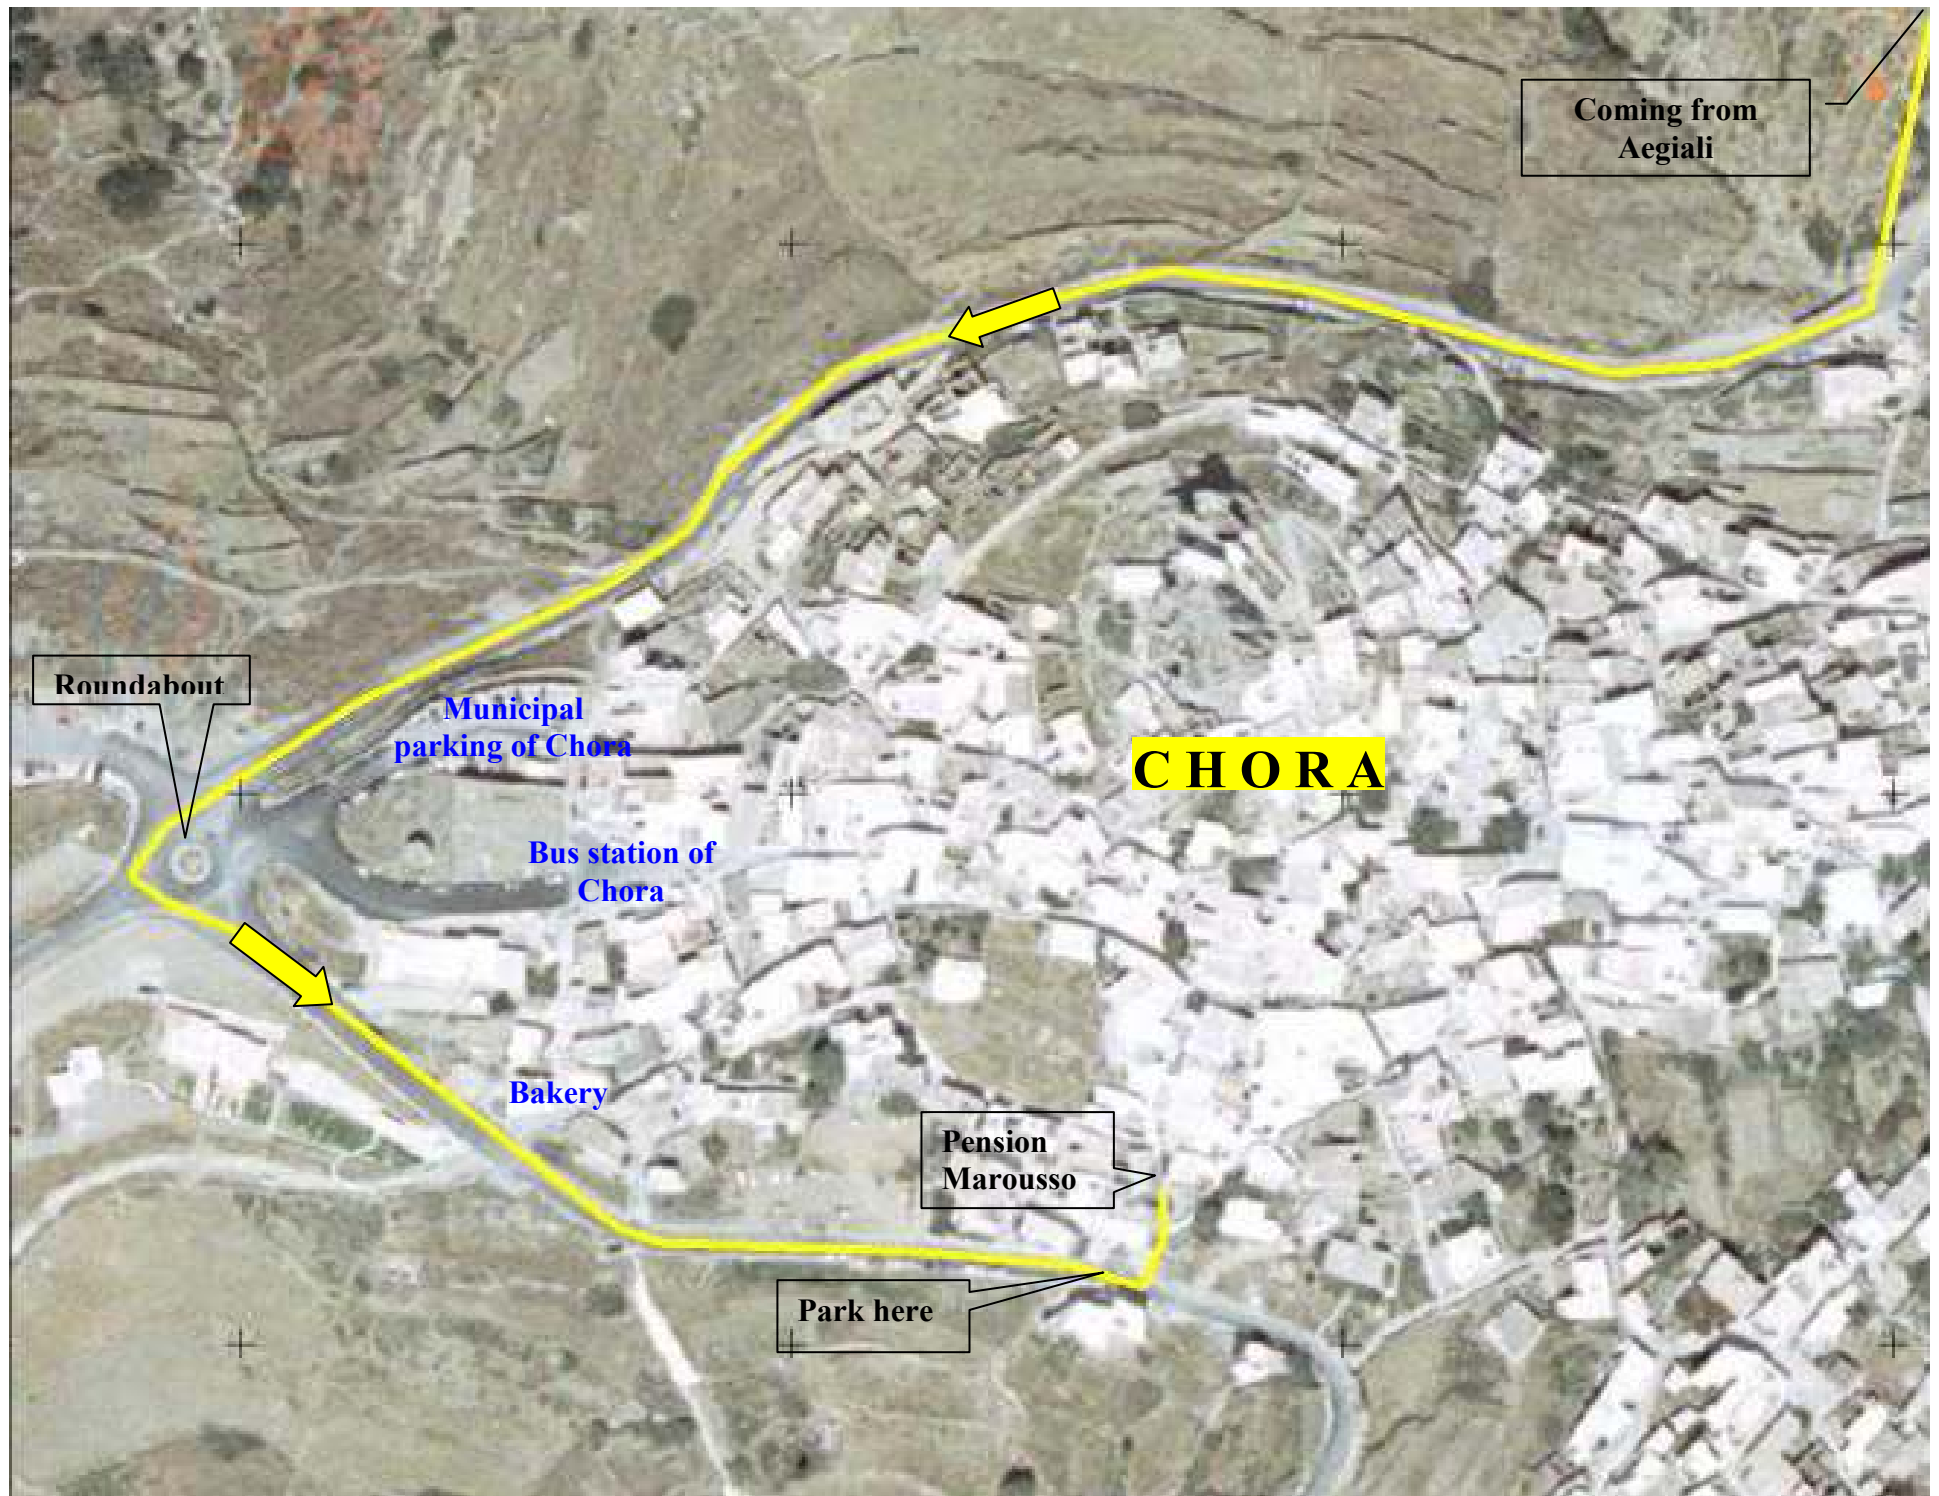 Coming from
Aegiali
Roundabout
Municipal
parking of Chora
C H O R A
Bus station of
Chora
Bakery
Pension
Marousso
Park here